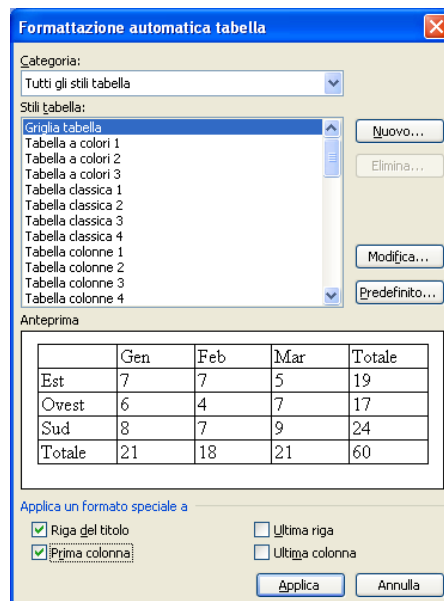 Formattazione automatica tabella
Categoria:
Tutti gli stili tabella
Stili tabella:
Griglia tabella
Tabella a colori 1
Tabella a colori 2
Tabella a colori 3
Tabella classica 1
Tabella classica 2
Tabella classica 3
Tabella classica 4
Tabella colonne 1
Tabella colonne 2
Tabella colonne 3
Tabella colonne 4
Nuovo...
Elimina...
Modifica...
Predefinito...
Anteprima
Gen Feb Mar Totale
Est 7 7 5 19
Ovest 6 4 7 17
Sud 8 7 9 24
Totale 21 18 21 60
Applica un formato speciale a
Riga del titolo Ultima riga
Prima colonna Ultima colonna
Applica Annulla